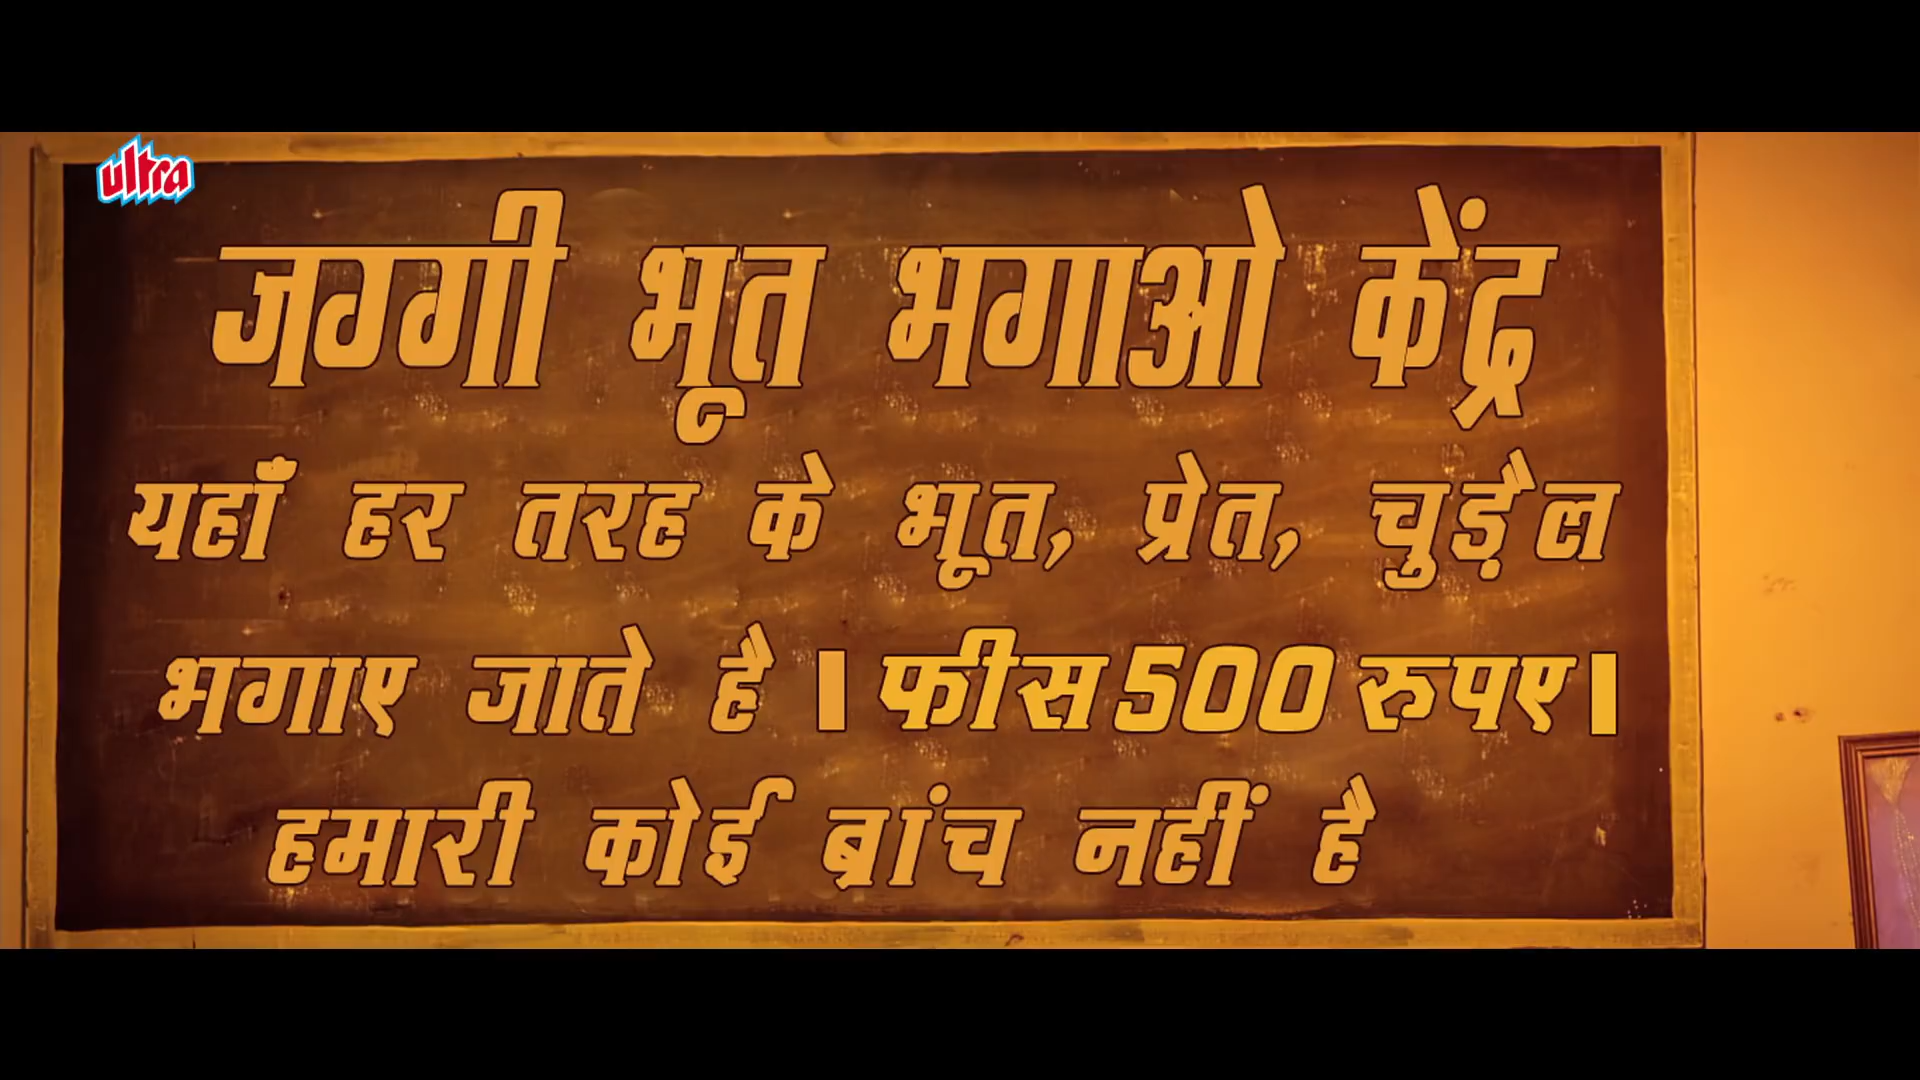 ultra
जग्गी भूत भगाओ केंद्र
यहाँ हर तरह के भूत, प्रेत, चुड़ैल
भगाए जाते है । फीस 500 रुपए।
हमारी कोई ब्रांच नहीं है